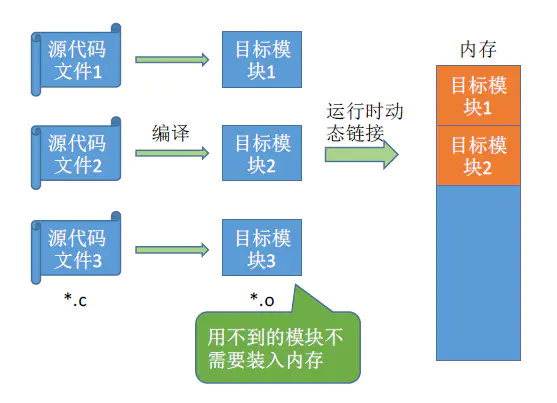 源代码
文件1
目标模
块1
内存
目标模
块1
源代码
文件2
编译
目标模
块2
运行时动
态链接
目标模
块2
源代码
文件3
目标模
块3
*.c
*.o
用不到的模块不
需要装入内存